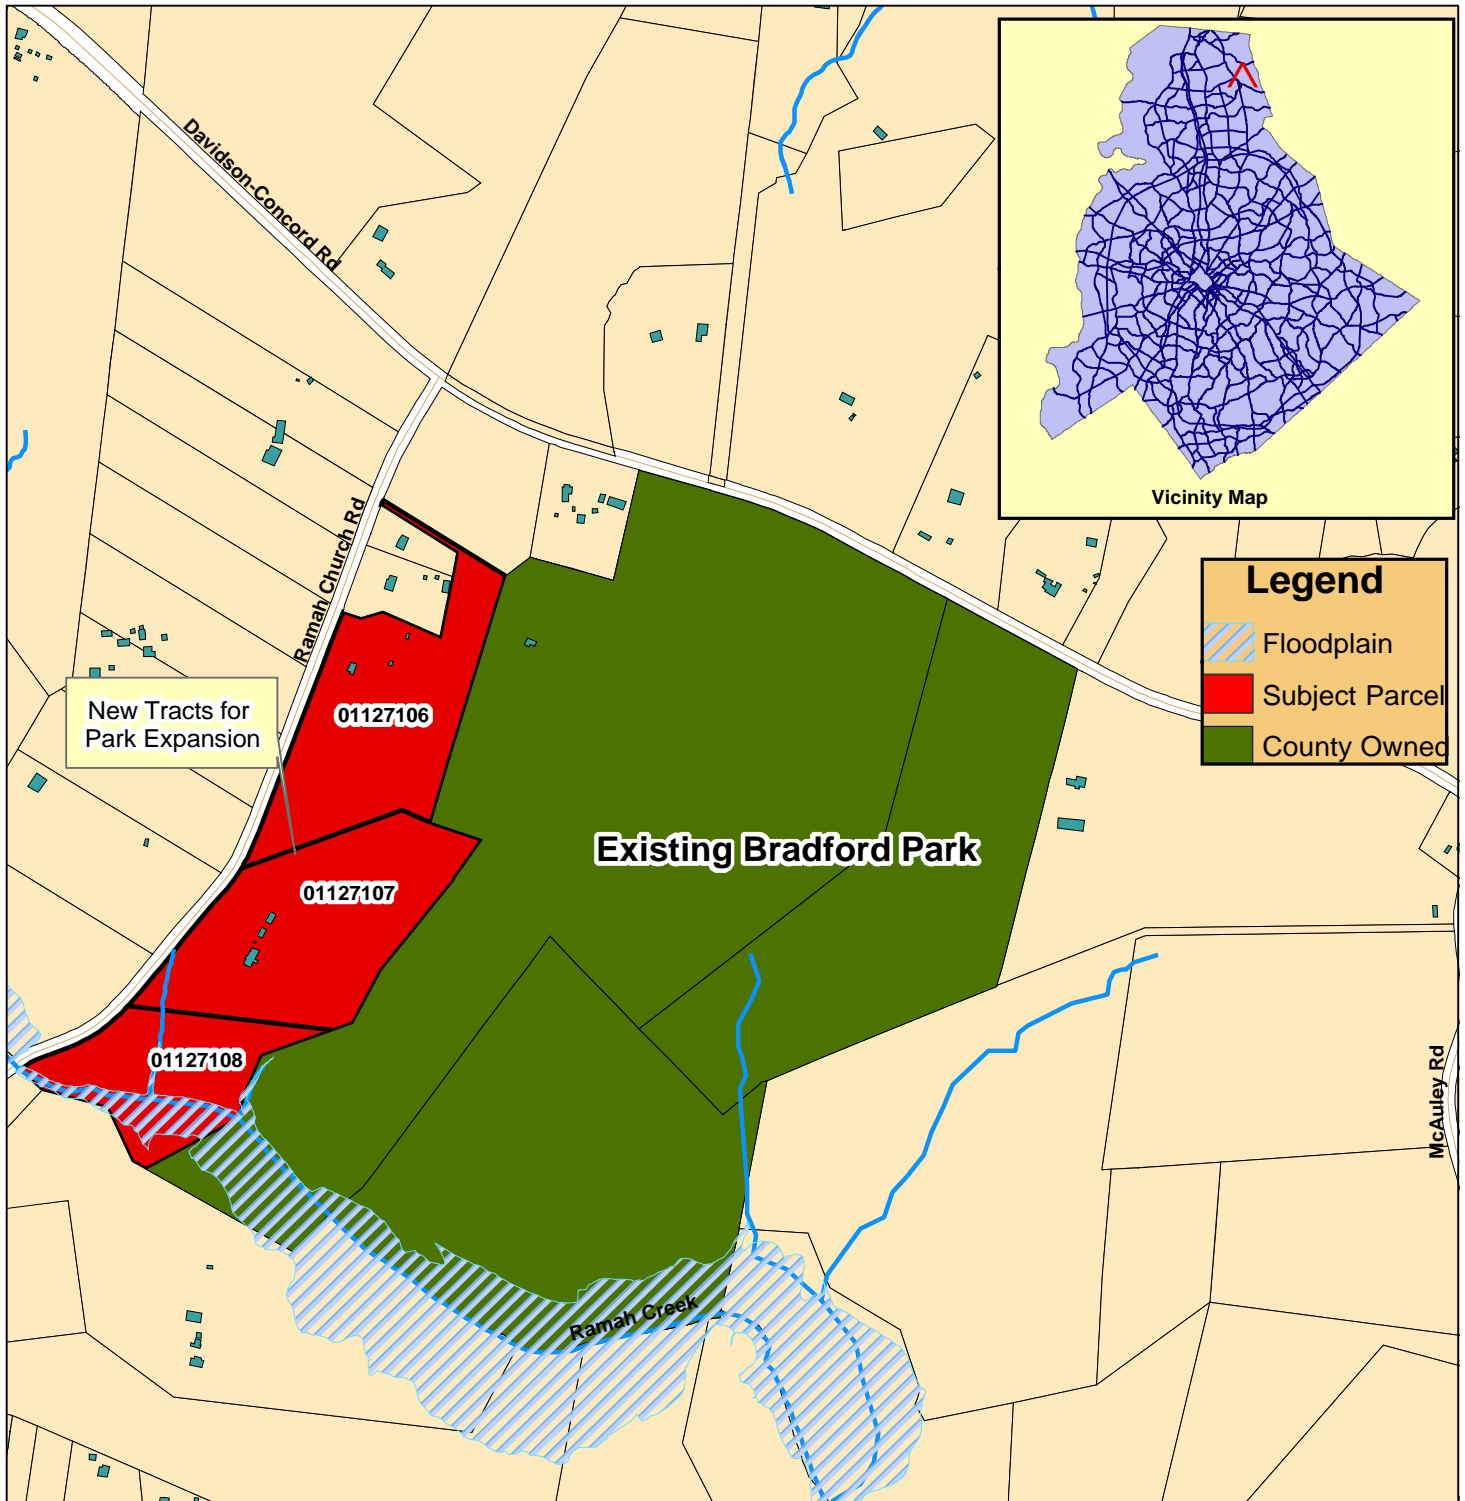 Davidson-Concord Rd
Vicinity Map
Ramah Church Rd
Legend
Floodplain
Subject Parcel
County Owned
New Tracts for
Park Expansion
01127106
Existing Bradford Park
01127107
01127108
McAuley Rd
Ramah Creek